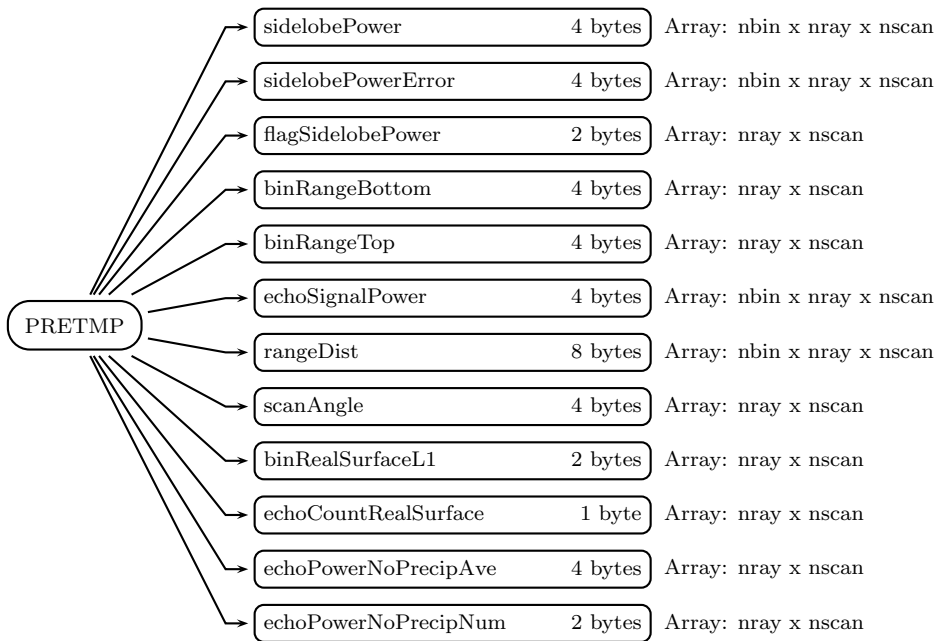 sidelobePower 4 bytes Array: nbin x nray x nscan
sidelobePowerError 4 bytes Array: nbin x nray x nscan
flagSidelobePower 2 bytes Array: nray x nscan
binRangeBottom 4 bytes Array: nray x nscan
binRangeTop 4 bytes Array: nray x nscan
echoSignalPower 4 bytes Array: nbin x nray x nscan
PRETMP
rangeDist 8 bytes Array: nbin x nray x nscan
scanAngle 4 bytes Array: nray x nscan
binRealSurfaceL1 2 bytes Array: nray x nscan
echoCountRealSurface 1 byte Array: nray x nscan
echoPowerNoPrecipAve 4 bytes Array: nray x nscan
echoPowerNoPrecipNum 2 bytes Array: nray x nscan